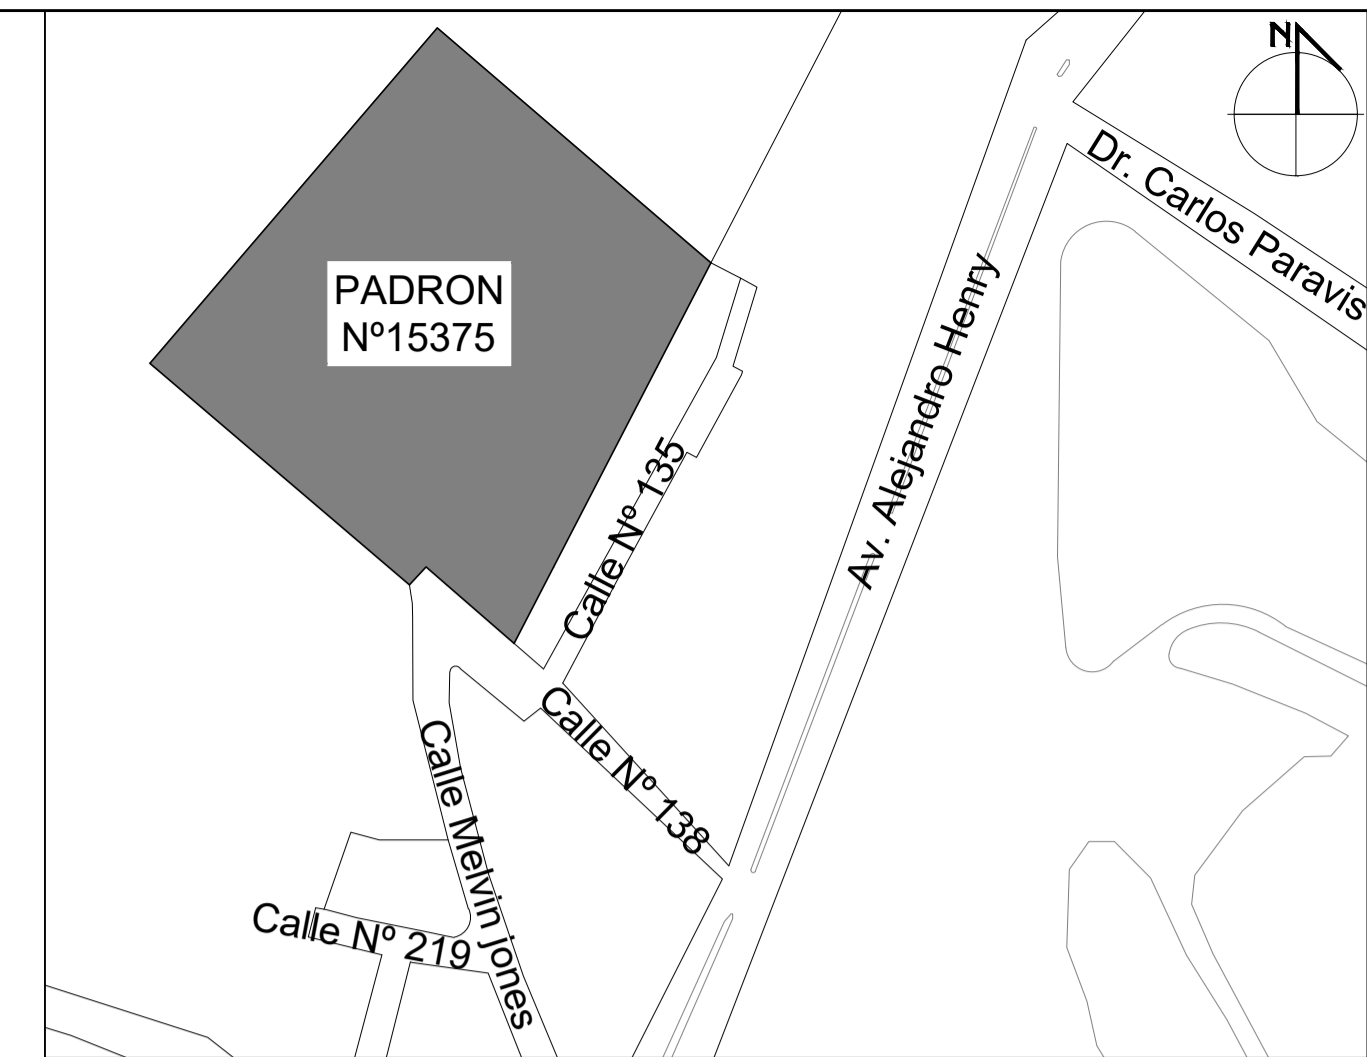 N
Dr. Carlos Paravis
PADRON
Nº15375
Av. Alejandro Henry
Calle Nº 135
Calle Nº 138
Calle Melvin jones
Calle Nº 219